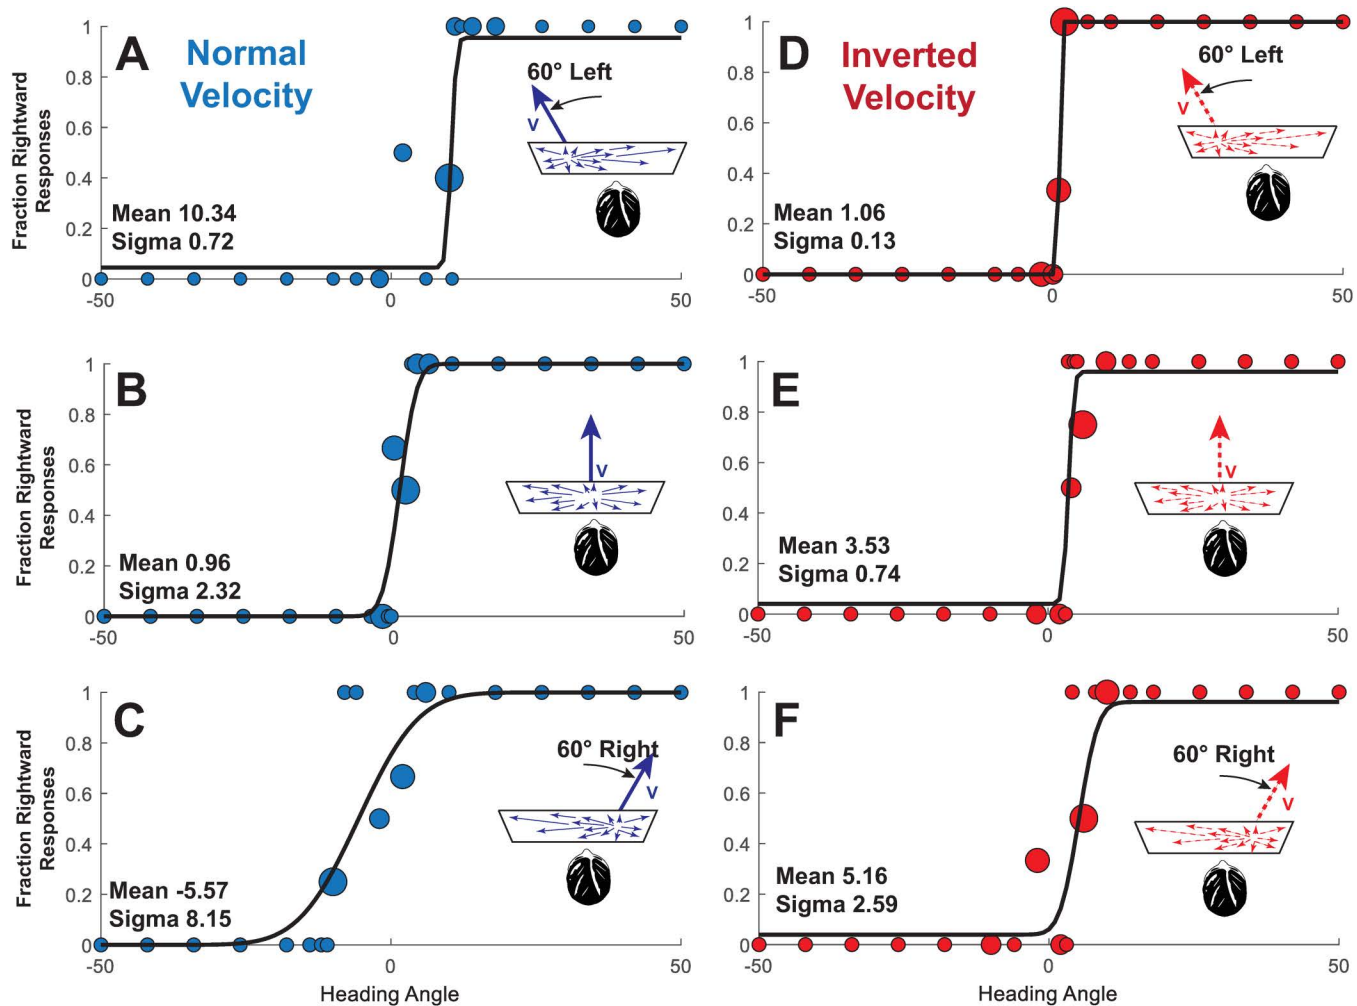 A
Normal
Velocity
Fraction Rightward
Responses
1
0.8
0.6
0.4
0.2
0
-50
0
50
60° Left
V
Mean 10.34
Sigma 0.72
D
Inverted
Velocity
1
0.8
0.6
0.4
0.2
0
-50
0
50
60° Left
V
Mean 1.06
Sigma 0.13
B
Fraction Rightward
Responses
1
0.8
0.6
0.4
0.2
0
-50
0
50
V
Mean 0.96
Sigma 2.32
E
1
0.8
0.6
0.4
0.2
0
-50
0
50
V
Mean 3.53
Sigma 0.74
C
Fraction Rightward
Responses
1
0.8
0.6
0.4
0.2
0
-50
0
50
60° Right
V
Mean -5.57
Sigma 8.15
Heading Angle
F
1
0.8
0.6
0.4
0.2
0
-50
0
50
60° Right
V
Mean 5.16
Sigma 2.59
Heading Angle